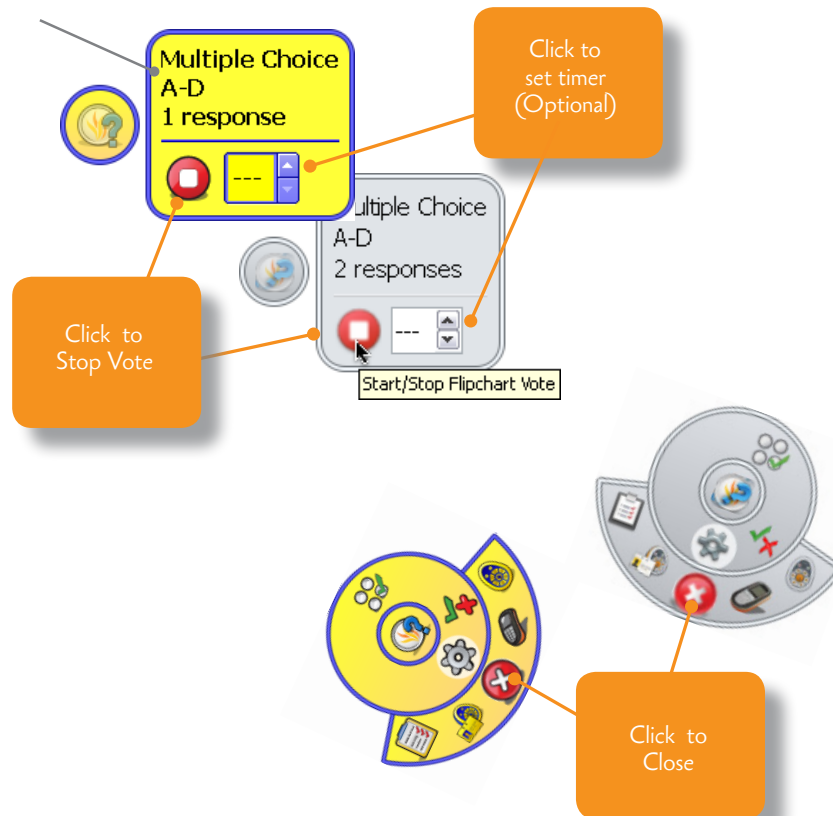 Multiple Choice
A-D
1 response
---
Click to
set timer
(Optional)
ultiple Choice
A-D
2 responses
---
Click to
Stop Vote
Start/Stop Flipchart Vote
Click to
Close